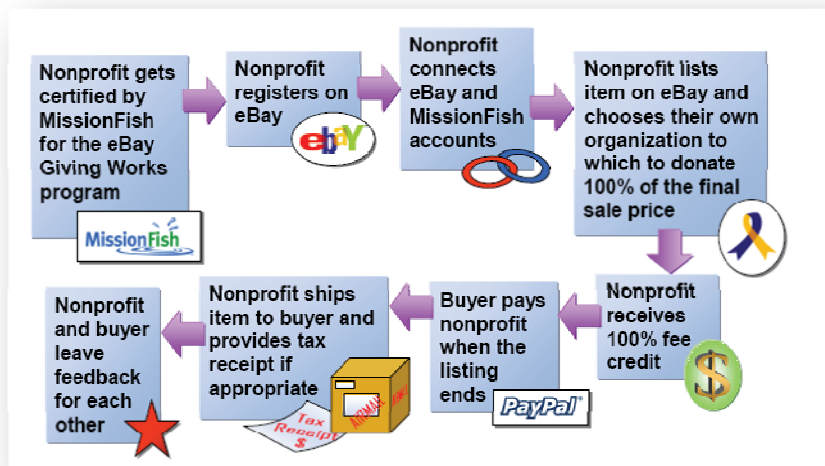 Nonprofit gets
certified by
MissionFish
for the eBay
Giving Works
program
MissionFish
Nonprofit
registers on
eBay
ebay
Nonprofit
connects
eBay and
MissionFish
accounts
Nonprofit lists
item on eBay and
chooses their own
organization to
which to donate
100% of the final
sale price
Nonprofit
receives
100% fee
credit
$
Buyer pays
nonprofit
when the
listing
ends
PayPal
Nonprofit ships
item to buyer and
provides tax
receipt if
appropriate
Tax
Receipt
$
AIRMAIL
Nonprofit
and buyer
leave
feedback
for each
other